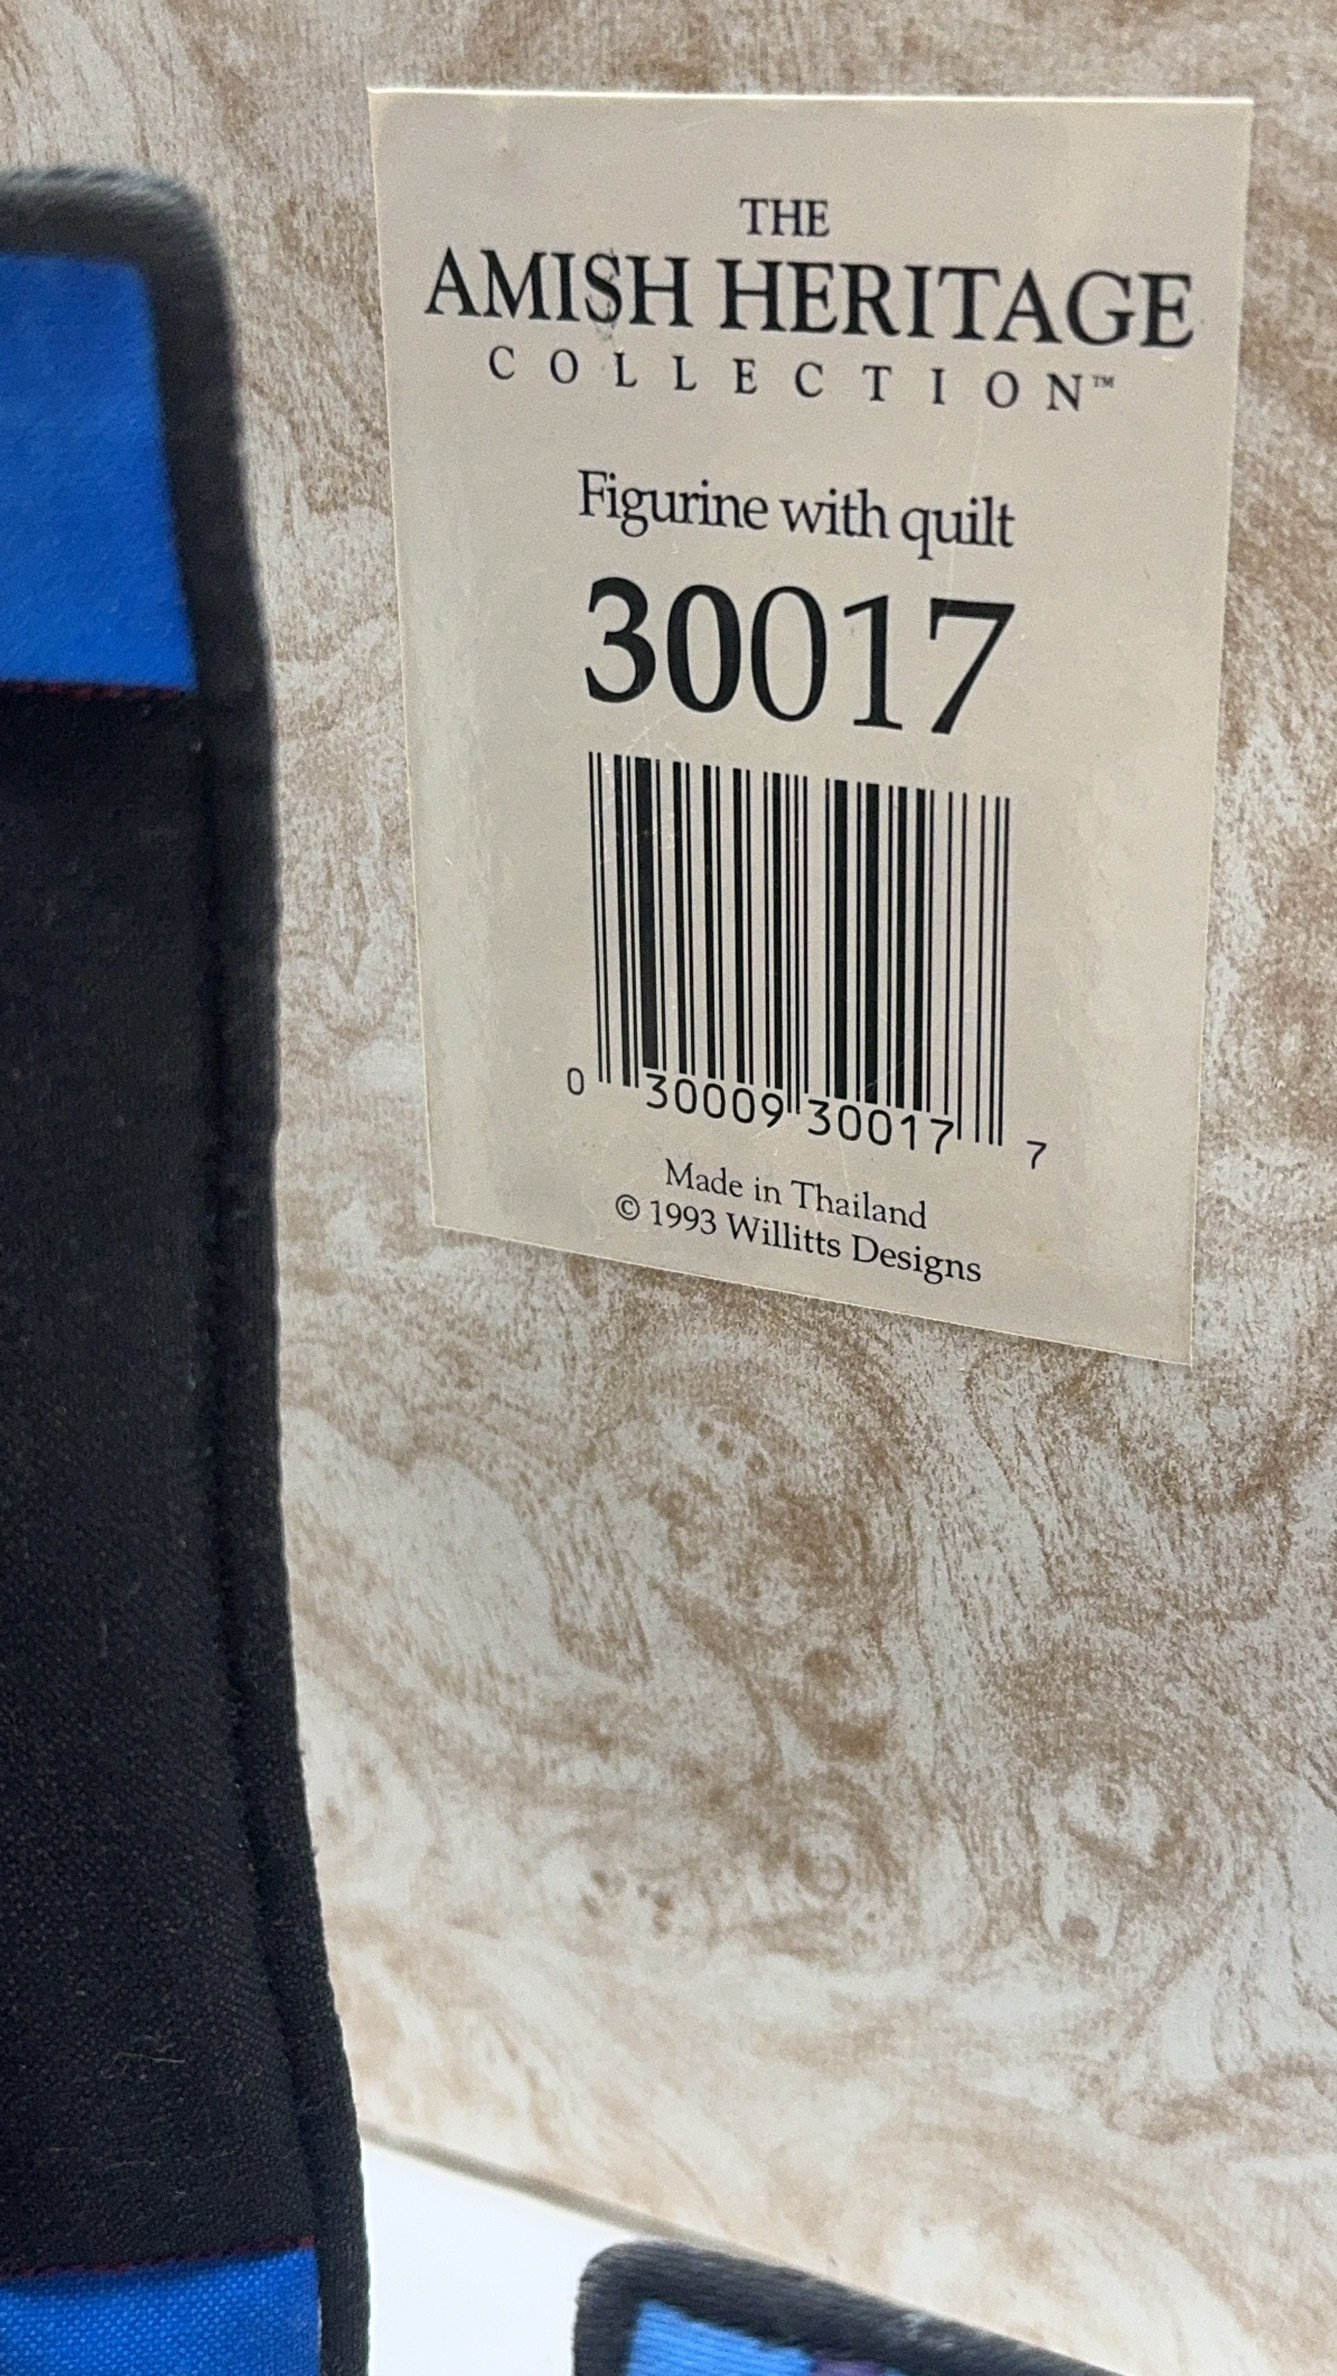 THE
AMISH HERITAGE
COLLECTION™
Figurine with quilt
30017
0 30009 30017 7
Made in Thailand
© 1993 Willitts Designs